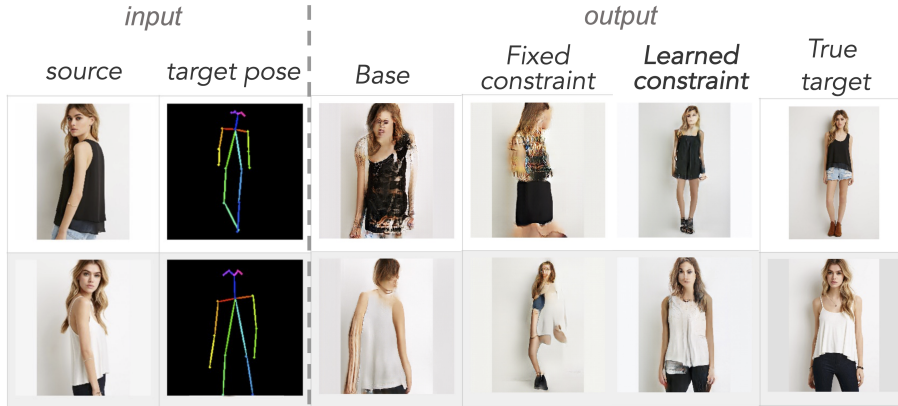 input
output
source
target pose
Base
Fixed
constraint
Learned
constraint
True
target